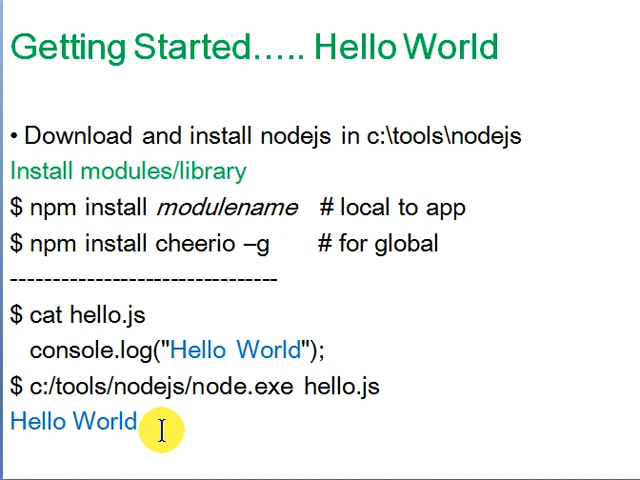 Getting Started….. Hello World
• Download and install nodejs in c:\tools\nodejs
Install modules/library
$ npm install modulename # local to app
$ npm install cheerio –g # for global
--------------------------------
$ cat hello.js
console.log("Hello World");
$ c:/tools/nodejs/node.exe hello.js
Hello World